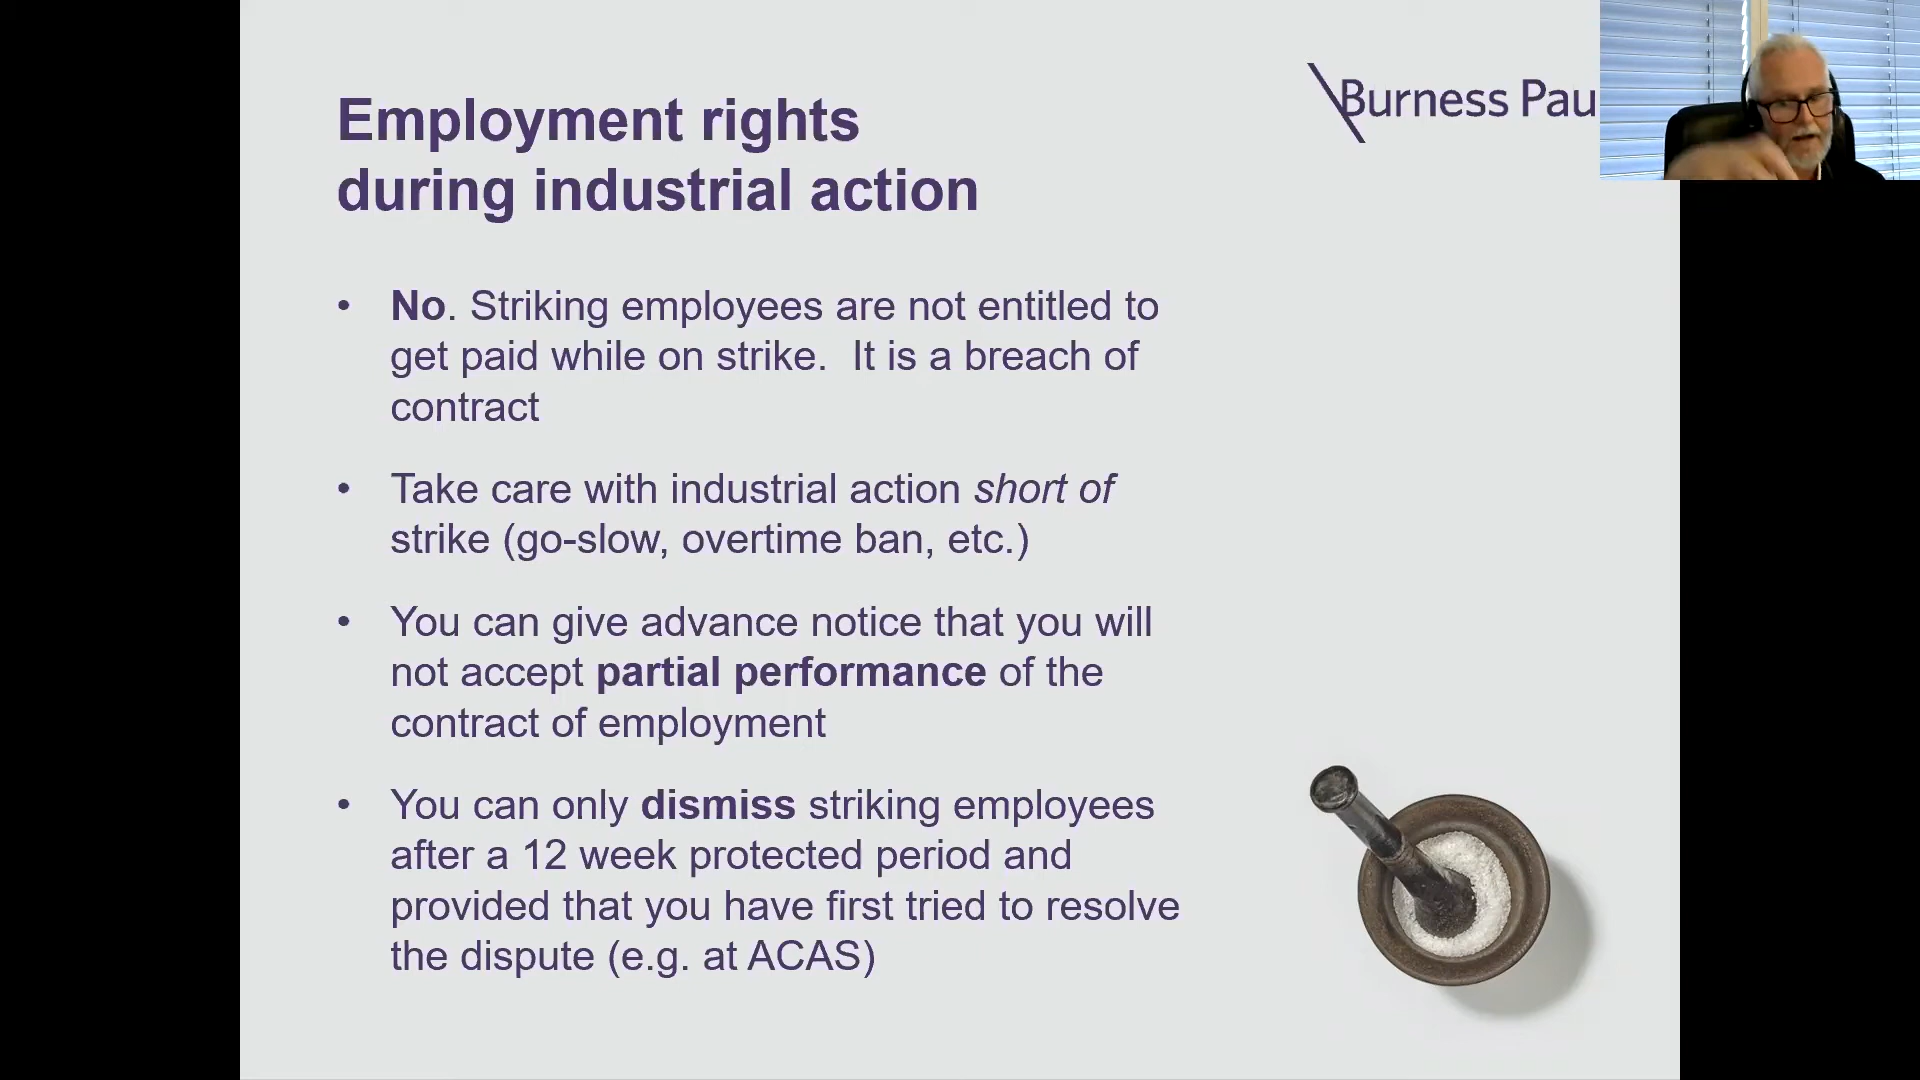 Employment rights
during industrial action
Burness Pau
• No. Striking employees are not entitled to
get paid while on strike.  It is a breach of
contract
• Take care with industrial action short of
strike (go-slow, overtime ban, etc.)
• You can give advance notice that you will
not accept partial performance of the
contract of employment
• You can only dismiss striking employees
after a 12 week protected period and
provided that you have first tried to resolve
the dispute (e.g. at ACAS)